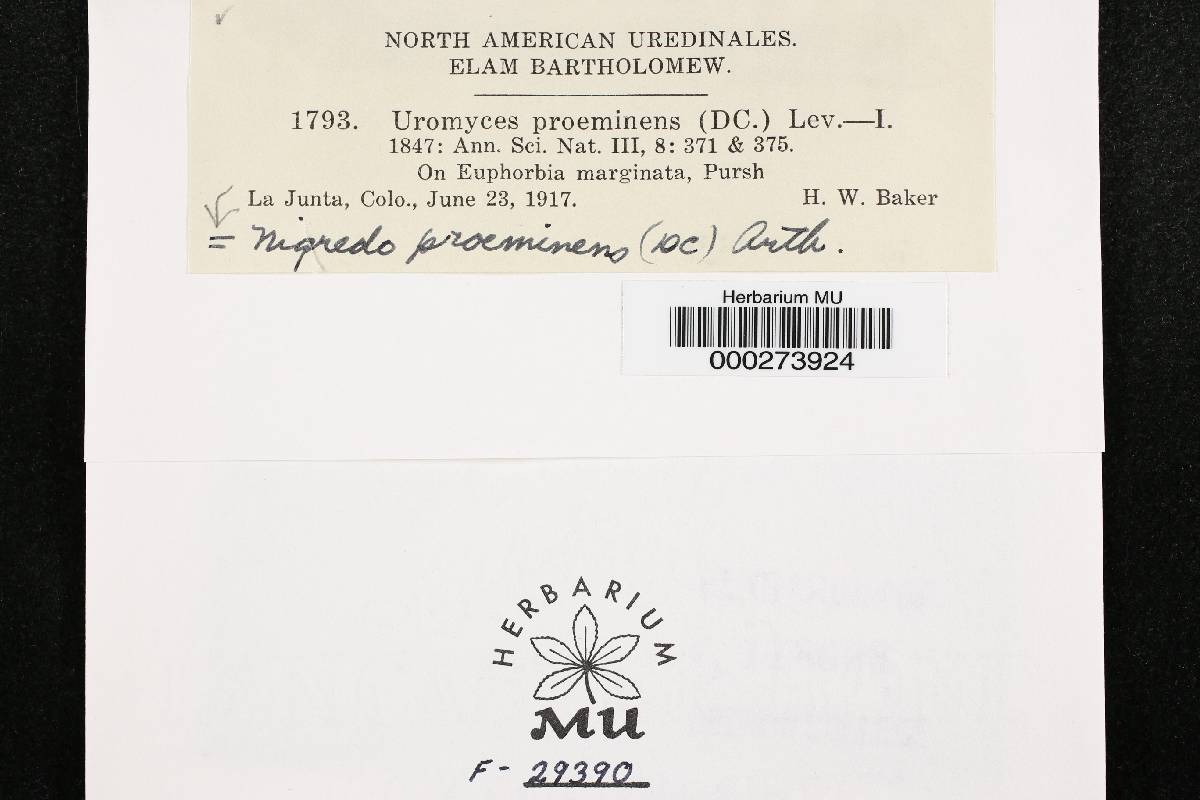 NORTH AMERICAN UREDINALES.
ELAM BARTHOLOMEW.
1793. Uromyces proeminens (DC.) Lev.—I.
1847: Ann. Sci. Nat. III, 8: 371 & 375.
On Euphorbia marginata, Pursh
La Junta, Colo., June 23, 1917. H. W. Baker
= Nigredo proeminens (DC) Arth.
Herbarium MU
000273924
HERBARIUM
MU
F- 29390